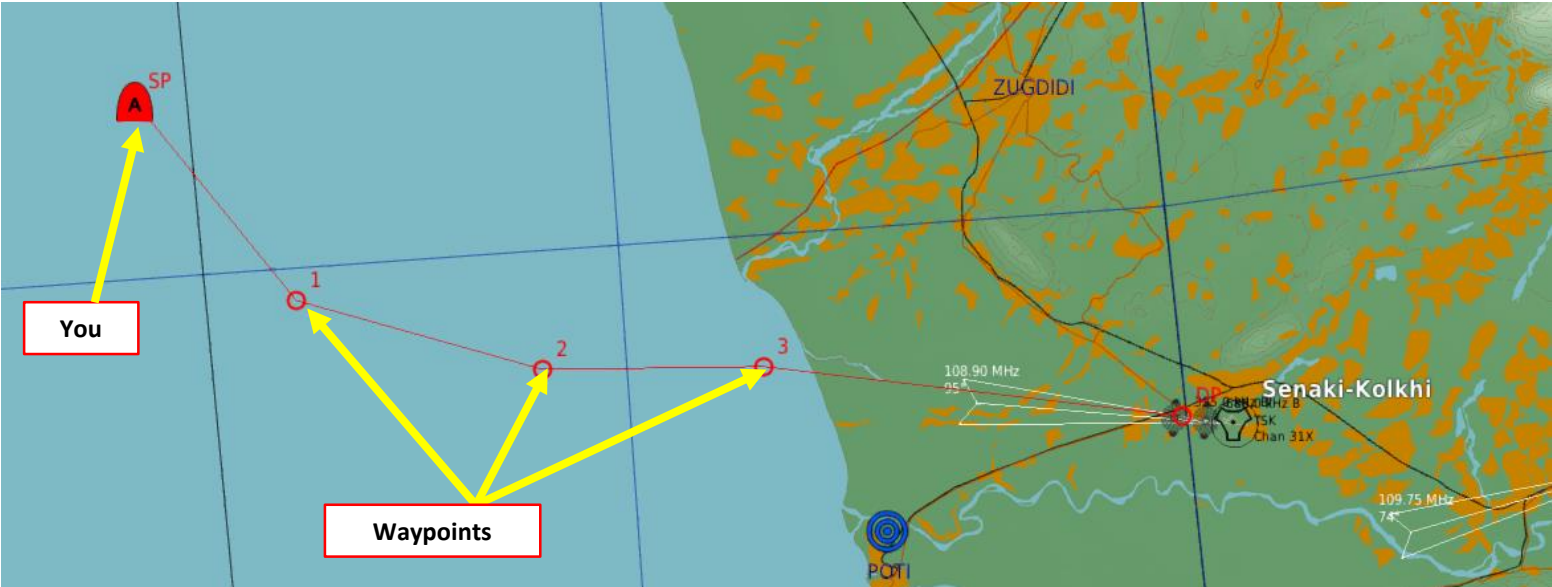 SP
A
ZUGDIDI
1
You
2
3
108.90 MHz
95°
DP
Senaki-Kolkhi
TSK
Chan 31X
Waypoints
109.75 MHz
74°
POTI